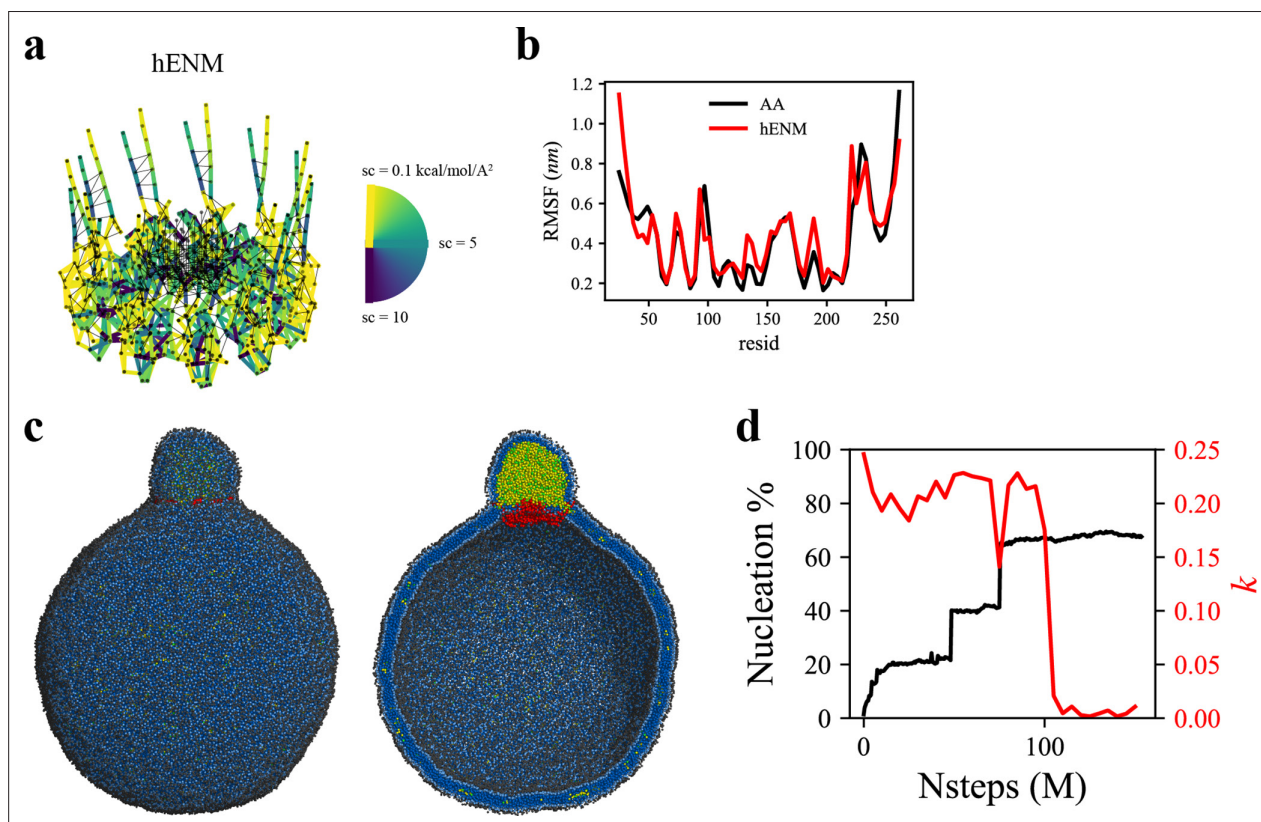 a
hENM
sc = 0.1 kcal/mol/A²
sc = 5
sc = 10
b
1.2
1.0
0.8
0.6
0.4
0.2
RMSF (nm)
AA
hENM
50
100
150
200
250
resid
c
d
100
80
60
40
20
0
Nucleation %
0.25
0.20
0.15
0.10
0.05
0.00
k
0
100
Nsteps (M)